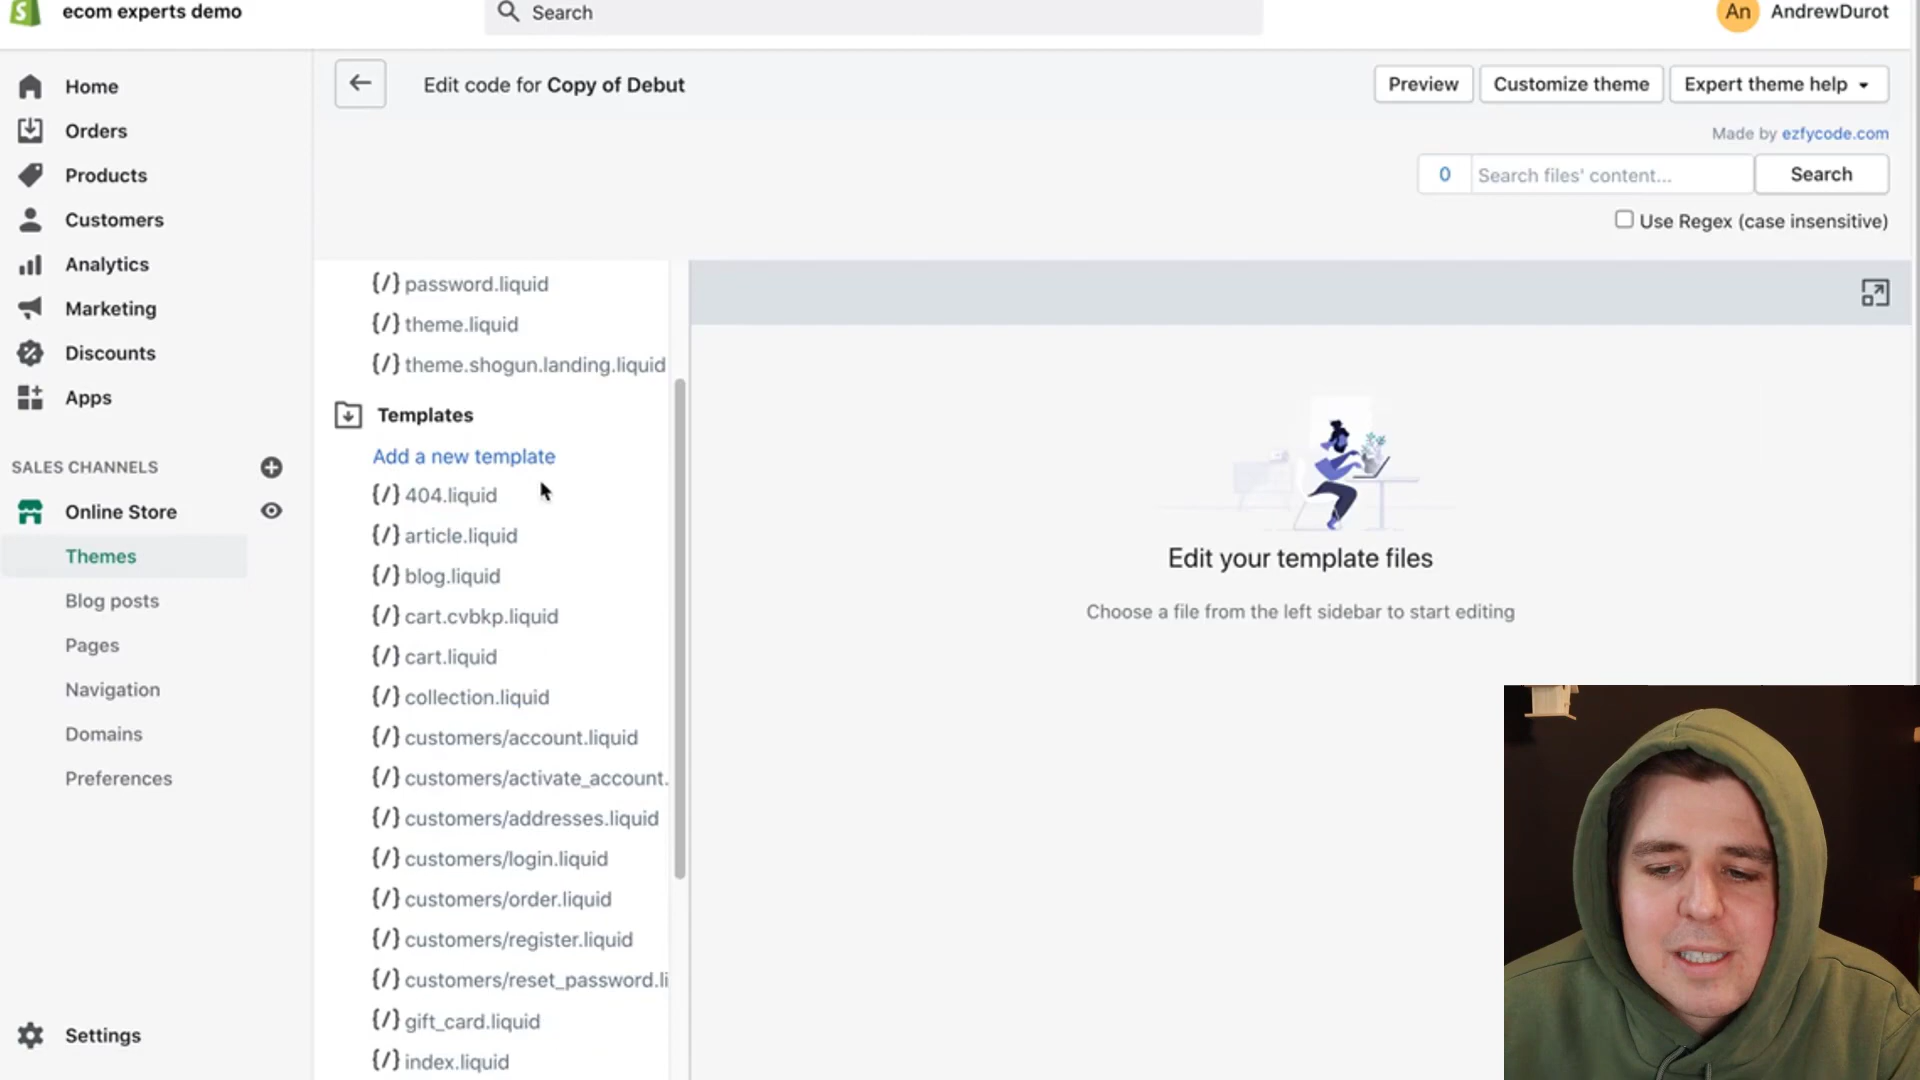 ecom experts demo
Search
An
AndrewDurot
Home
Orders
Products
Customers
Analytics
Marketing
Discounts
Apps
SALES CHANNELS
Online Store
Themes
Blog posts
Pages
Navigation
Domains
Preferences
Settings
Edit code for Copy of Debut
Preview
Customize theme
Expert theme help
Made by ezfycode.com
0
Search files' content...
Search
Use Regex (case insensitive)
{/} password.liquid
{/} theme.liquid
{/} theme.shogun.landing.liquid
Templates
Add a new template
{/} 404.liquid
{/} article.liquid
{/} blog.liquid
{/} cart.cvbkp.liquid
{/} cart.liquid
{/} collection.liquid
{/} customers/account.liquid
{/} customers/activate_account.
{/} customers/addresses.liquid
{/} customers/login.liquid
{/} customers/order.liquid
{/} customers/register.liquid
{/} customers/reset_password.li
{/} gift_card.liquid
{/} index.liquid
Edit your template files
Choose a file from the left sidebar to start editing